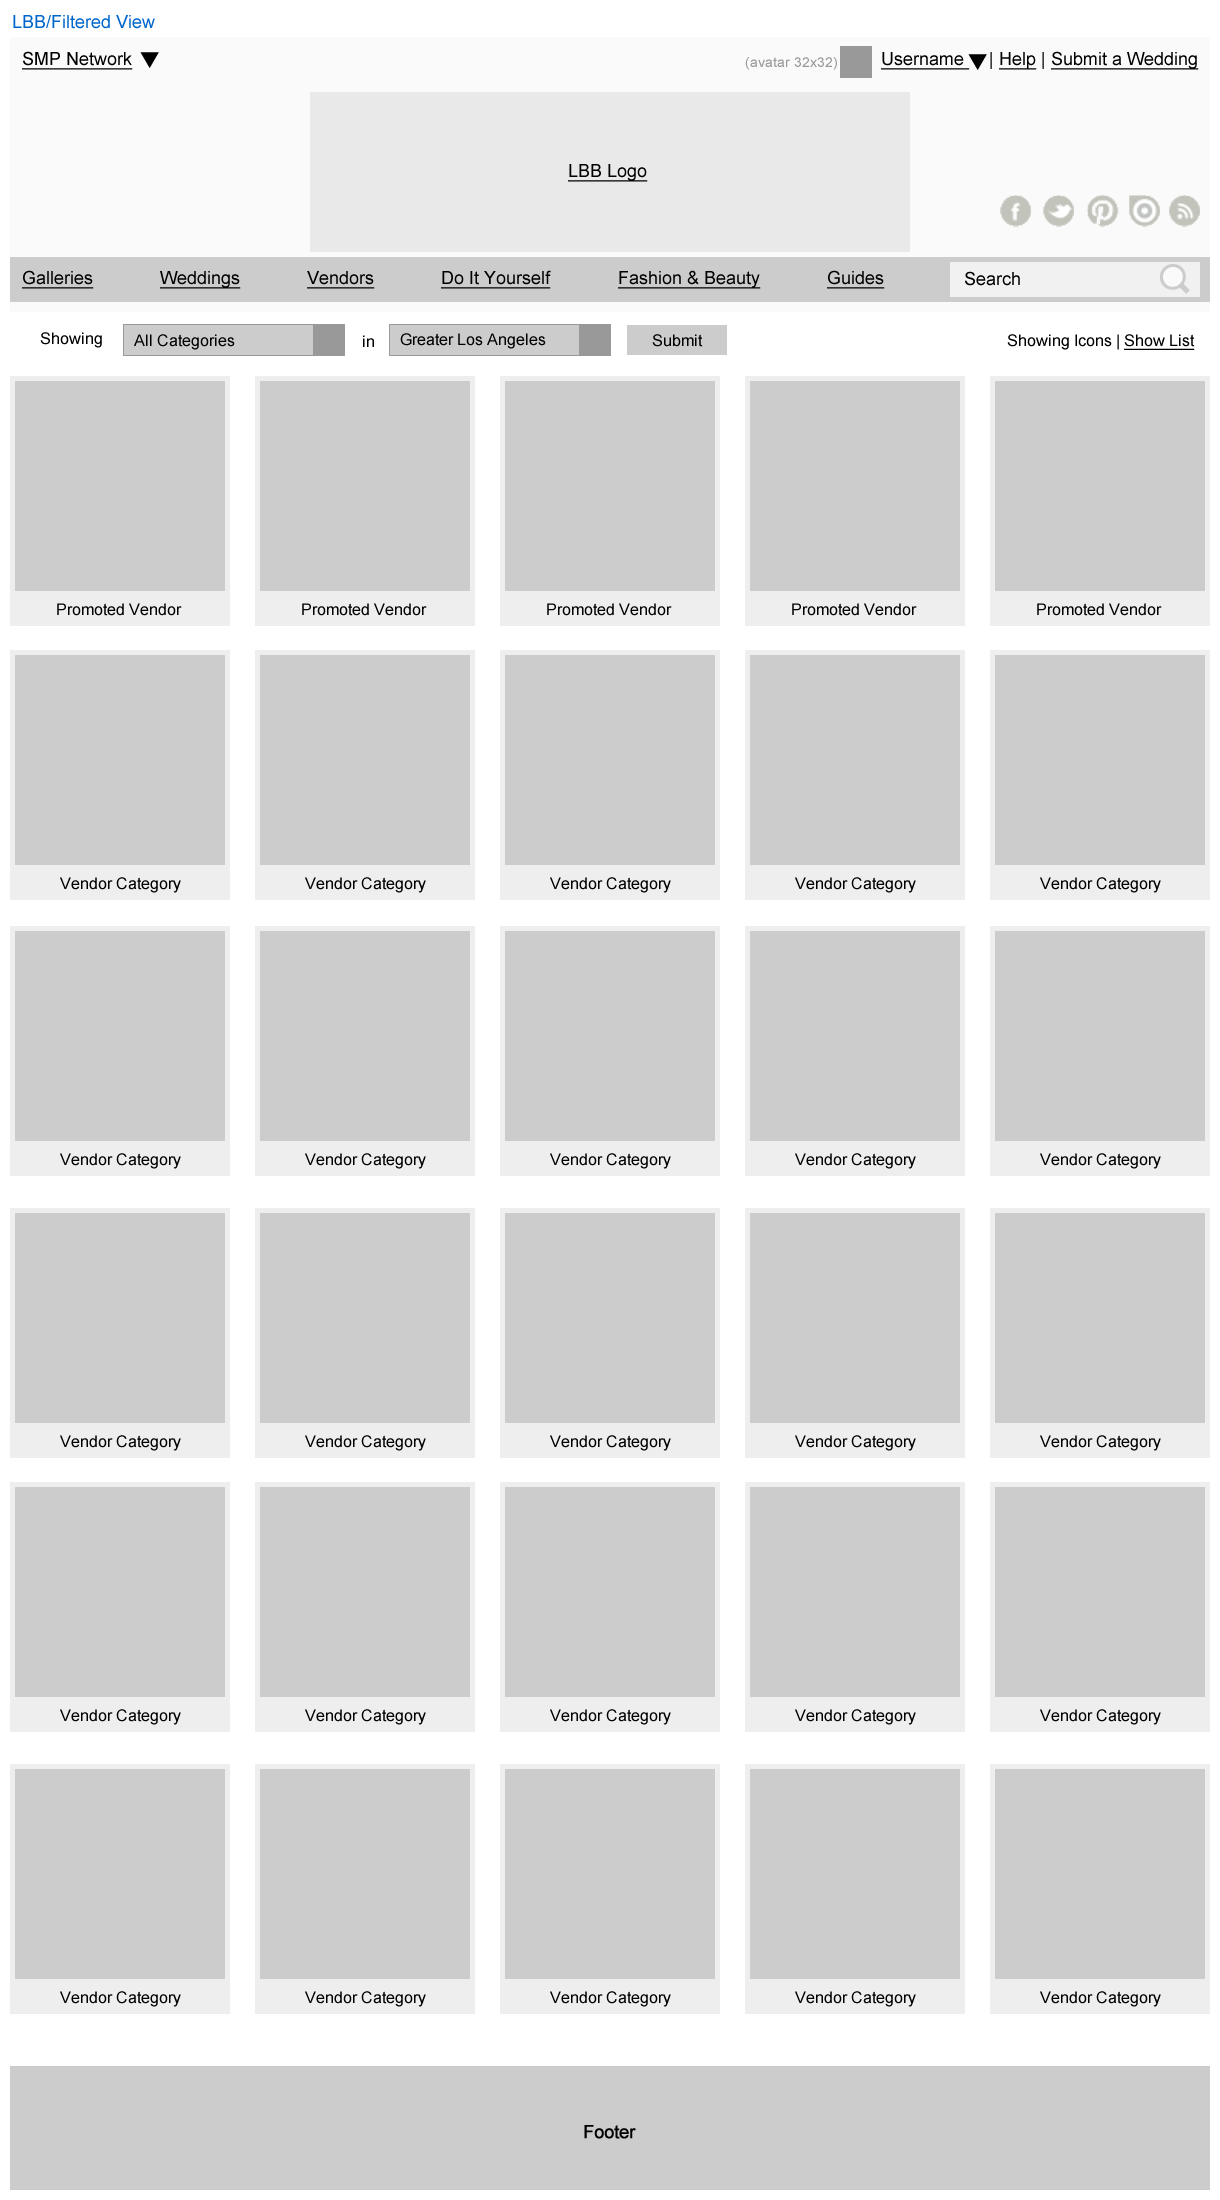 LBB/Filtered View
SMP Network
(avatar 32x32) Username | Help | Submit a Wedding
LBB Logo
Galleries Weddings Vendors Do It Yourself Fashion & Beauty Guides Search
Showing All Categories in Greater Los Angeles Submit Showing Icons | Show List
Promoted Vendor Promoted Vendor Promoted Vendor Promoted Vendor Promoted Vendor
Vendor Category Vendor Category Vendor Category Vendor Category Vendor Category
Vendor Category Vendor Category Vendor Category Vendor Category Vendor Category
Vendor Category Vendor Category Vendor Category Vendor Category Vendor Category
Vendor Category Vendor Category Vendor Category Vendor Category Vendor Category
Vendor Category Vendor Category Vendor Category Vendor Category Vendor Category
Footer